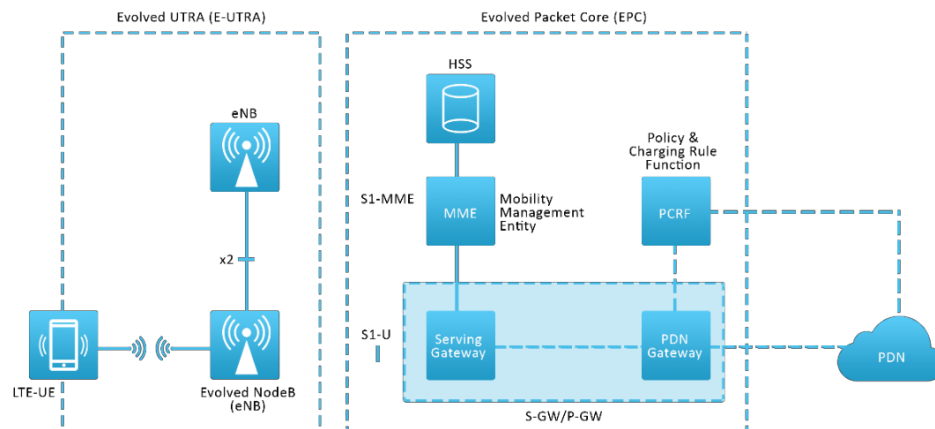 Evolved UTRA (E-UTRA)
Evolved Packet Core (EPC)
HSS
eNB
Policy &
Charging Rule
Function
S1-MME
MME
Mobility
Management
Entity
PCRF
x2
S1-U
Serving
Gateway
PDN
Gateway
PDN
LTE-UE
Evolved NodeB
(eNB)
S-GW/P-GW